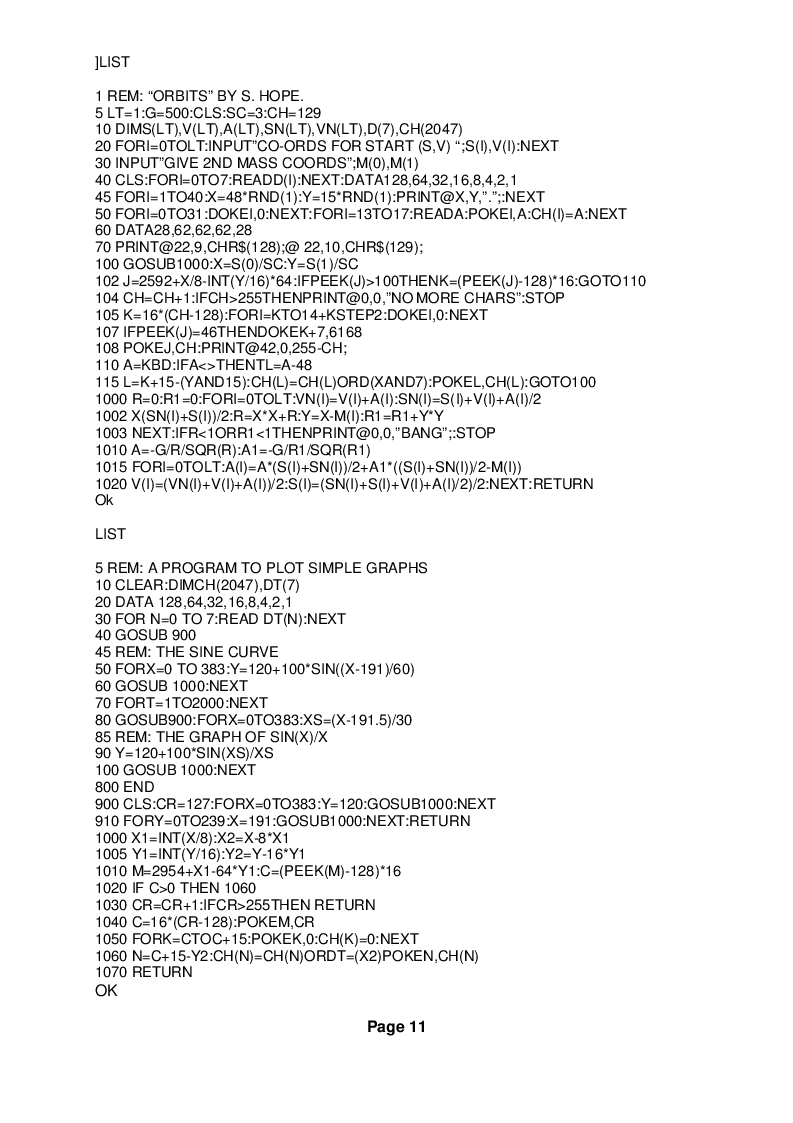 ]LIST
1 REM: “ORBITS” BY S. HOPE.
5 LT=1:G=500:CLS:SC=3:CH=129
10 DIMS(LT),V(LT),A(LT),SN(LT),VN(LT),D(7),CH(2047)
20 FORI=0TOLT:INPUT”CO-ORDS FOR START (S,V) “;S(I),V(I):NEXT
30 INPUT”GIVE 2ND MASS COORDS”;M(0),M(1)
40 CLS:FORI=0TO7:READD(I):NEXT:DATA128,64,32,16,8,4,2,1
45 FORI=1TO40:X=48*RND(1):Y=15*RND(1):PRINT@X,Y,”.”;:NEXT
50 FORI=0TO31:DOKEI,0:NEXT:FORI=13TO17:READA:POKEI,A:CH(I)=A:NEXT
60 DATA28,62,62,62,28
70 PRINT@22,9,CHR$(128);@ 22,10,CHR$(129);
100 GOSUB1000:X=S(0)/SC:Y=S(1)/SC
102 J=2592+X/8-INT(Y/16)*64:IFPEEK(J)>100THENK=(PEEK(J)-128)*16:GOTO110
104 CH=CH+1:IFCH>255THENPRINT@0,0,”NO MORE CHARS”:STOP
105 K=16*(CH-128):FORI=KTO14+KSTEP2:DOKEI,0:NEXT
107 IFPEEK(J)=46THENDOKEK+7,6168
108 POKEJ,CH:PRINT@42,0,255-CH;
110 A=KBD:IFA<>THENTL=A-48
115 L=K+15-(YAND15):CH(L)=CH(L)ORD(XAND7):POKEL,CH(L):GOTO100
1000 R=0:R1=0:FORI=0TOLT:VN(I)=V(I)+A(I):SN(I)=S(I)+V(I)+A(I)/2
1002 X(SN(I)+S(I))/2:R=X*X+R:Y=X-M(I):R1=R1+Y*Y
1003 NEXT:IFR<1ORR1<1THENPRINT@0,0,”BANG”;:STOP
1010 A=-G/R/SQR(R):A1=-G/R1/SQR(R1)
1015 FORI=0TOLT:A(I)=A*(S(I)+SN(I))/2+A1*((S(I)+SN(I))/2-M(I))
1020 V(I)=(VN(I)+V(I)+A(I))/2:S(I)=(SN(I)+S(I)+V(I)+A(I)/2)/2:NEXT:RETURN
Ok
LIST
5 REM: A PROGRAM TO PLOT SIMPLE GRAPHS
10 CLEAR:DIMCH(2047),DT(7)
20 DATA 128,64,32,16,8,4,2,1
30 FOR N=0 TO 7:READ DT(N):NEXT
40 GOSUB 900
45 REM: THE SINE CURVE
50 FORX=0 TO 383:Y=120+100*SIN((X-191)/60)
60 GOSUB 1000:NEXT
70 FORT=1TO2000:NEXT
80 GOSUB900:FORX=0TO383:XS=(X-191.5)/30
85 REM: THE GRAPH OF SIN(X)/X
90 Y=120+100*SIN(XS)/XS
100 GOSUB 1000:NEXT
800 END
900 CLS:CR=127:FORX=0TO383:Y=120:GOSUB1000:NEXT
910 FORY=0TO239:X=191:GOSUB1000:NEXT:RETURN
1000 X1=INT(X/8):X2=X-8*X1
1005 Y1=INT(Y/16):Y2=Y-16*Y1
1010 M=2954+X1-64*Y1:C=(PEEK(M)-128)*16
1020 IF C>0 THEN 1060
1030 CR=CR+1:IFCR>255THEN RETURN
1040 C=16*(CR-128):POKEM,CR
1050 FORK=CTOC+15:POKEK,0:CH(K)=0:NEXT
1060 N=C+15-Y2:CH(N)=CH(N)ORDT=(X2)POKEN,CH(N)
1070 RETURN
OK
Page 11